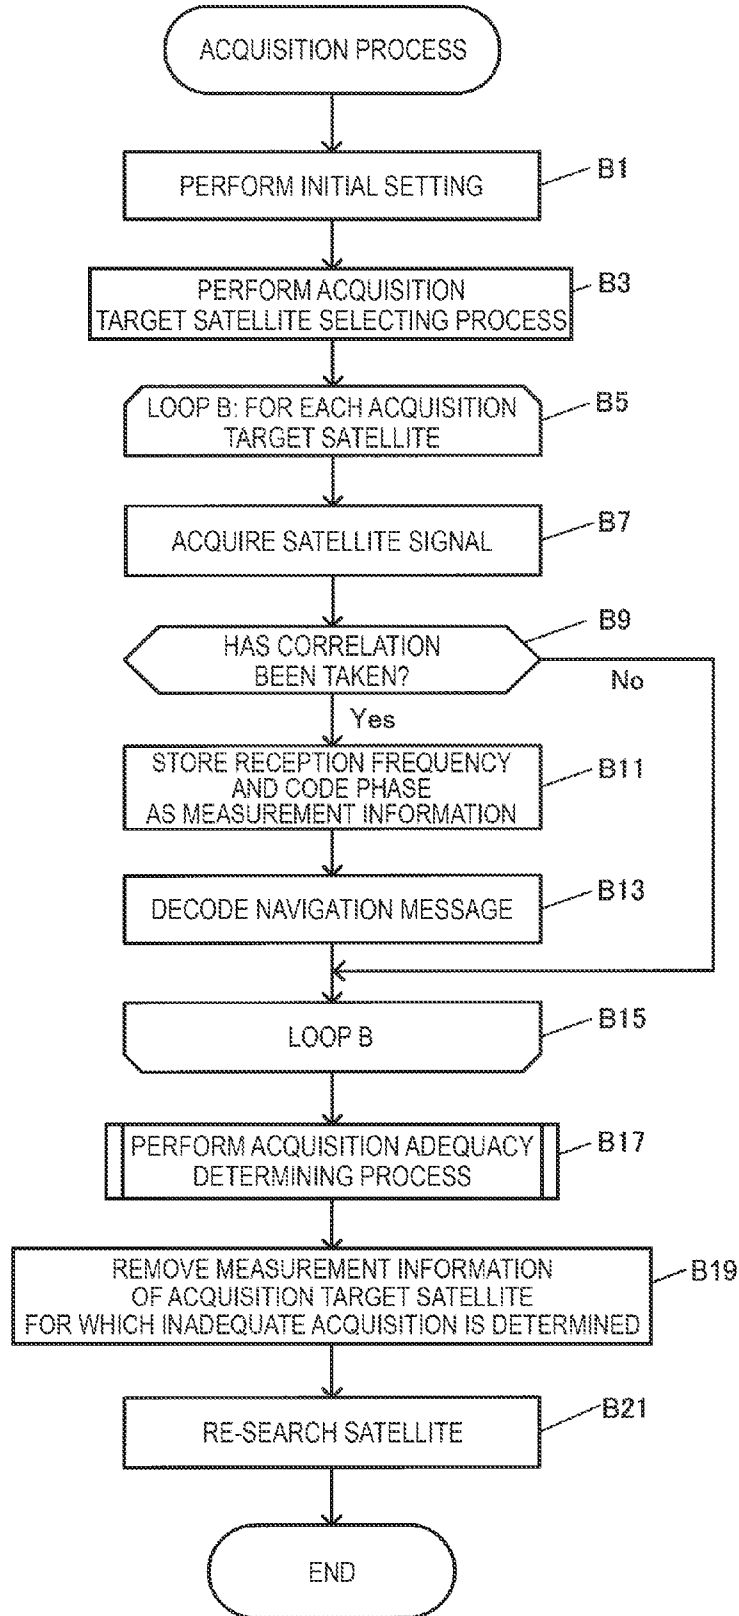 ACQUISITION PROCESS
PERFORM INITIAL SETTING
B1
PERFORM ACQUISITION
TARGET SATELLITE SELECTING PROCESS
B3
LOOP B: FOR EACH ACQUISITION
TARGET SATELLITE
B5
ACQUIRE SATELLITE SIGNAL
B7
HAS CORRELATION
BEEN TAKEN?
B9
No
Yes
STORE RECEPTION FREQUENCY
AND CODE PHASE
AS MEASUREMENT INFORMATION
B11
DECODE NAVIGATION MESSAGE
B13
LOOP B
B15
PERFORM ACQUISITION ADEQUACY
DETERMINING PROCESS
B17
REMOVE MEASUREMENT INFORMATION
OF ACQUISITION TARGET SATELLITE
FOR WHICH INADEQUATE ACQUISITION IS DETERMINED
B19
RE-SEARCH SATELLITE
B21
END